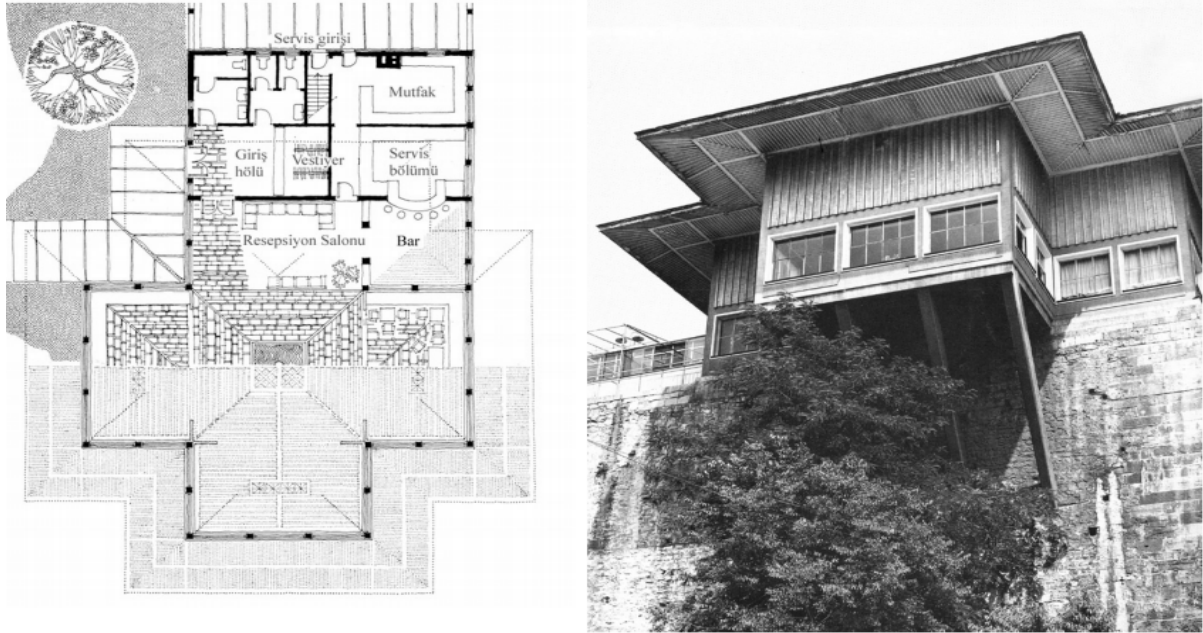 Servis girişi
Mutfak
Giriş
hölü
Vestiyer
Servis
bölümü
Resepsiyon Salonu
Bar